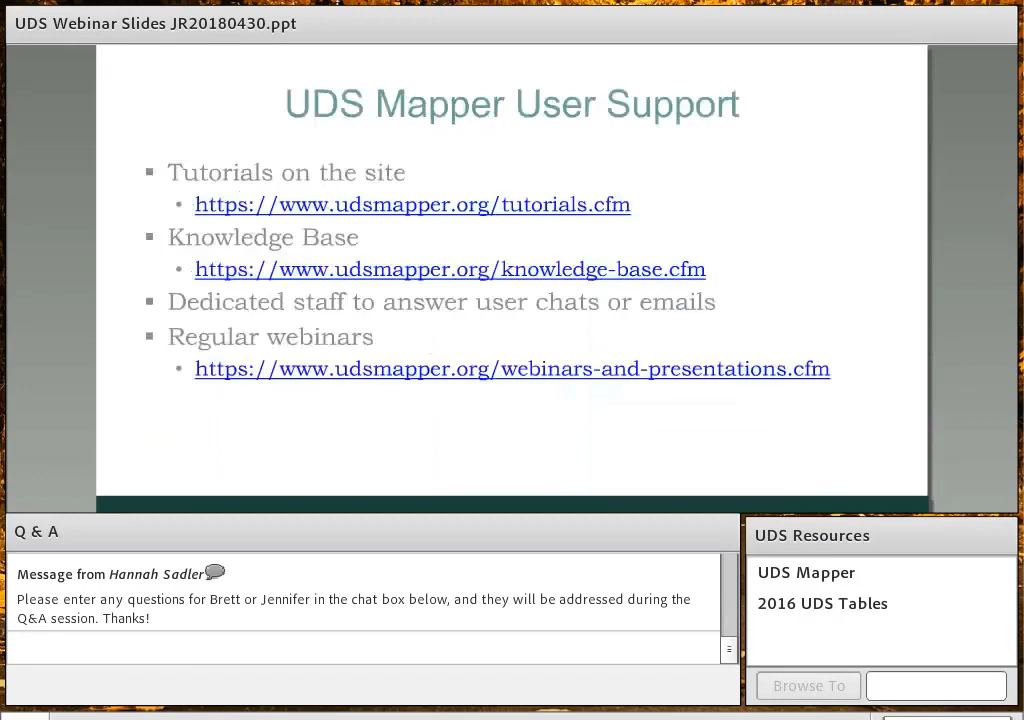 UDS Webinar Slides JR20180430.ppt
UDS Mapper User Support
Tutorials on the site
https://www.udsmapper.org/tutorials.cfm
Knowledge Base
https://www.udsmapper.org/knowledge-base.cfm
Dedicated staff to answer user chats or emails
Regular webinars
https://www.udsmapper.org/webinars-and-presentations.cfm
Q & A
Message from Hannah Sadler
Please enter any questions for Brett or Jennifer in the chat box below, and they will be addressed during the
Q&A session. Thanks!
UDS Resources
UDS Mapper
2016 UDS Tables
Browse To